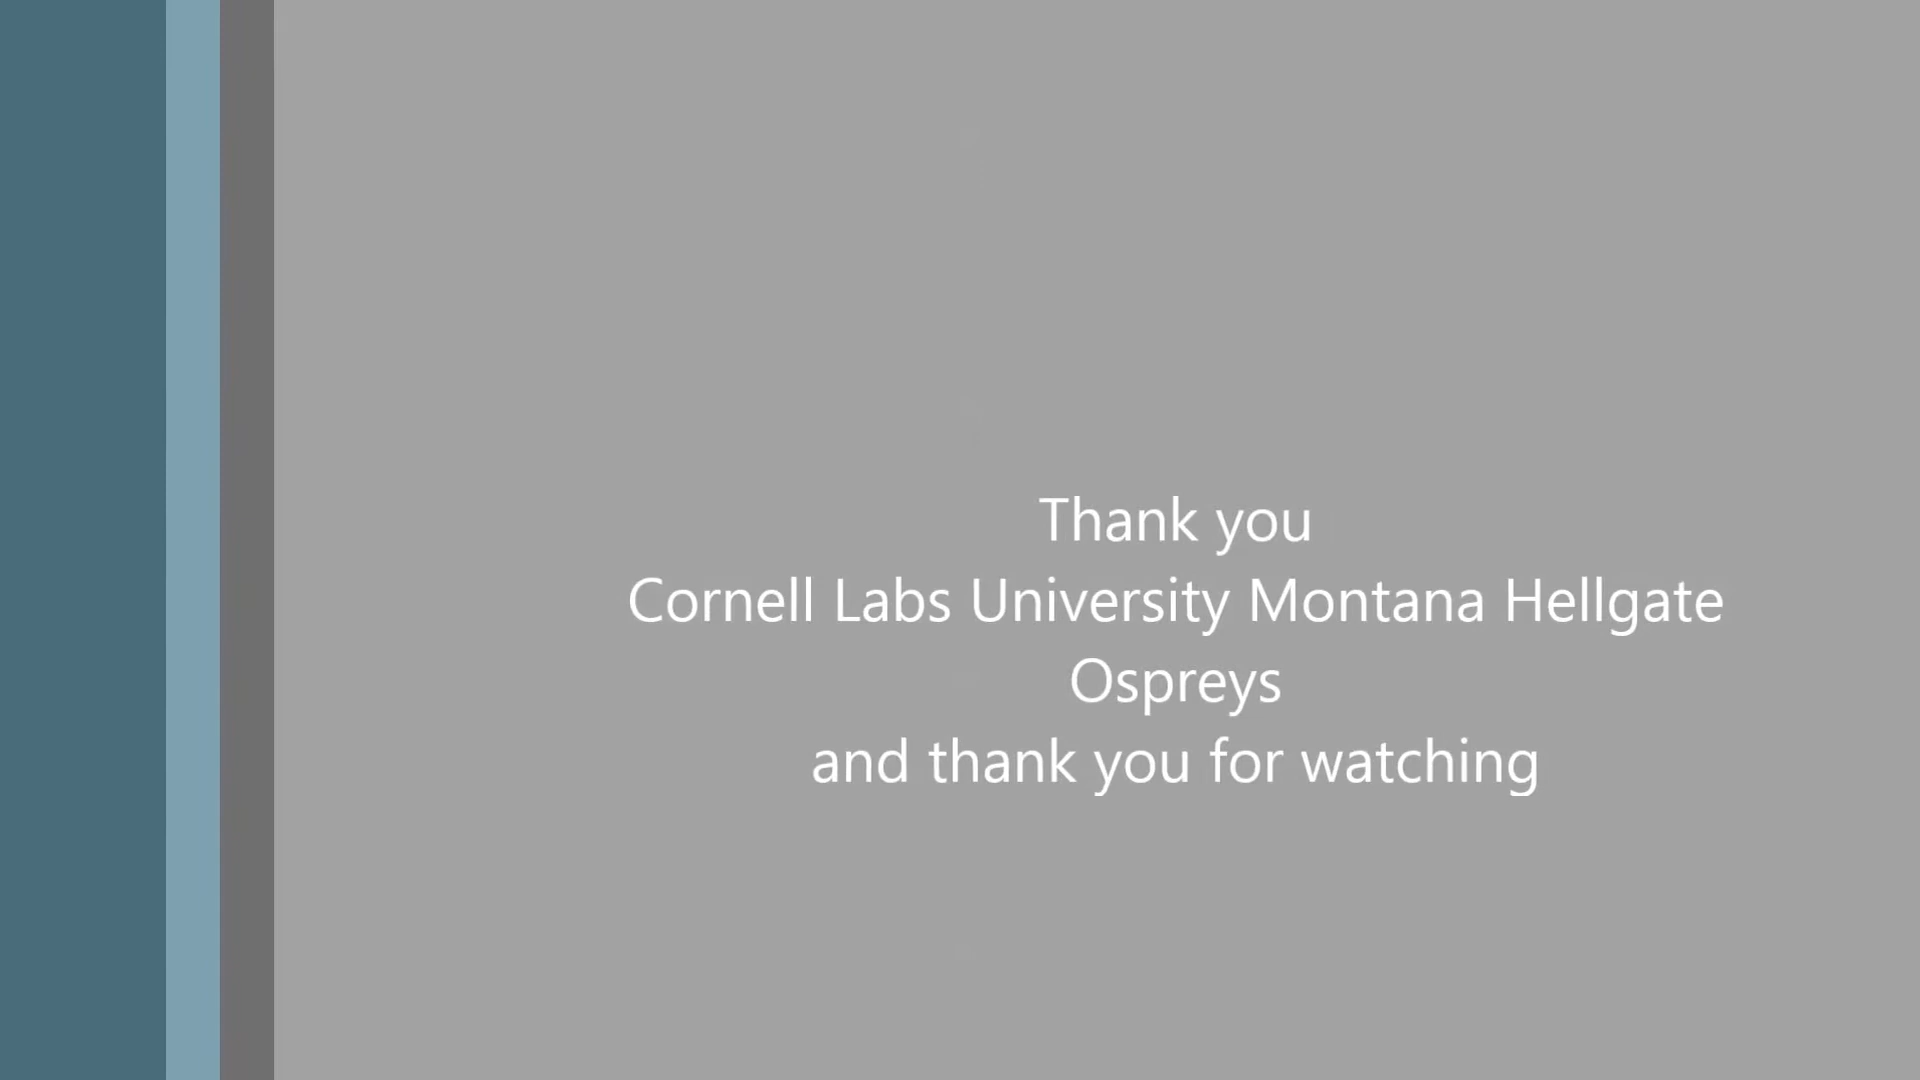 Thank you
Cornell Labs University Montana Hellgate
Ospreys
and thank you for watching